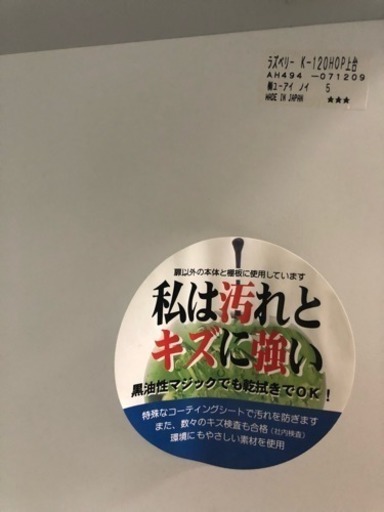 ラズベリー K-120HOP上台
AH494 -071209
㈱ユーアイ ノイ 5
MADE IN JAPAN ★★★
扉以外の本体と棚板に使用しています
私は汚れと
キズに強い
黒油性マジックでも乾拭きでOK！
特殊なコーティングシートで汚れを防ぎます
また、数々のキズ検査も合格(社内検査)
環境にもやさしい素材を使用